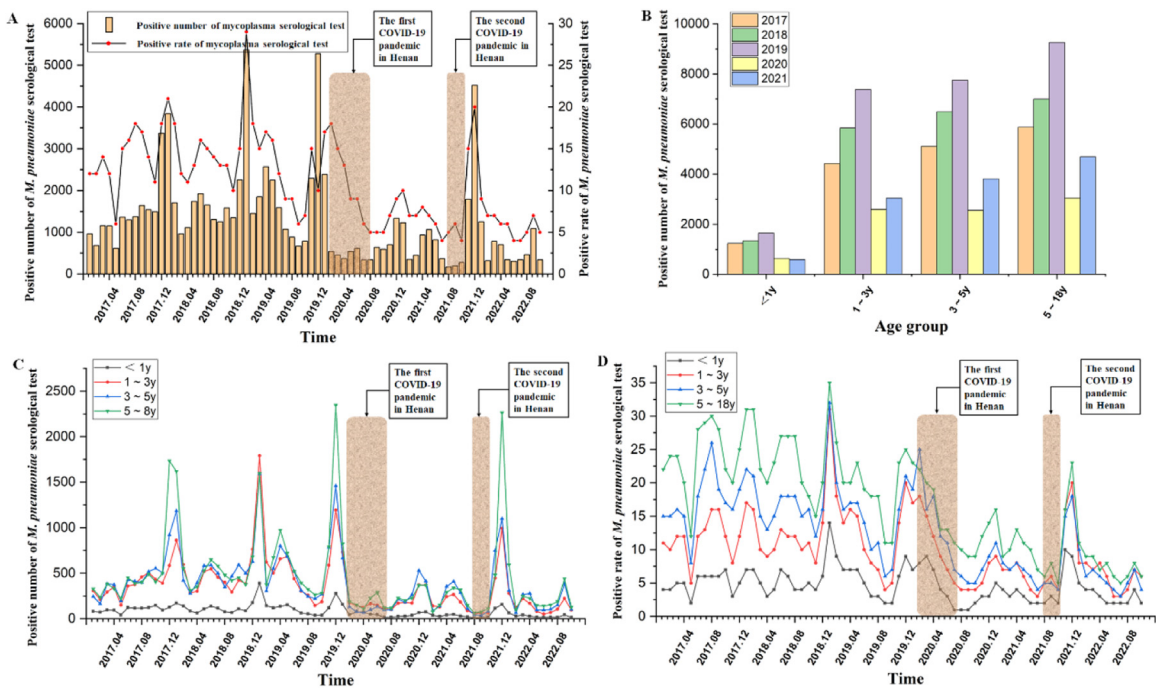 A
Positive number of mycoplasma serological test
Positive rate of mycoplasma serological test
The first
COVID-19
pandemic
in Henan
The second
COVID-19
pandemic in
Henan
Positive number of M. pneumoniae serological test
6000
5000
4000
3000
2000
1000
0
30
25
20
15
10
5
0
Positive rate of M. pneumoniae serological test
2017.04
2017.08
2017.12
2018.04
2018.08
2018.12
2019.04
2019.08
2019.12
2020.04
2020.08
2020.12
2021.04
2021.08
2021.12
2022.04
2022.08
Time
B
2017
2018
2019
2020
2021
Positive number of M. pneumoniae serological test
10000
8000
6000
4000
2000
0
<1y
1 ~ 3y
3 ~ 5y
5 ~ 18y
Age group
C
< 1y
1 ~ 3y
3 ~ 5y
5 ~ 8y
The first
COVID-19
pandemic
in Henan
The second
COVID-19
pandemic
in Henan
Positive number of M. pneumoniae serological test
2500
2000
1500
1000
500
0
2017.04
2017.08
2017.12
2018.04
2018.08
2018.12
2019.04
2019.08
2019.12
2020.04
2020.08
2020.12
2021.04
2021.08
2021.12
2022.04
2022.08
Time
D
< 1y
1 ~ 3y
3 ~ 5y
5 ~ 18y
The first
COVID-19
pandemic
in Henan
The second
COVID-19
pandemic
in Henan
Positive rate of M. pneumoniae serological test
35
30
25
20
15
10
5
0
2017.04
2017.08
2017.12
2018.04
2018.08
2018.12
2019.04
2019.08
2019.12
2020.04
2020.08
2020.12
2021.04
2021.08
2021.12
2022.04
2022.08
Time